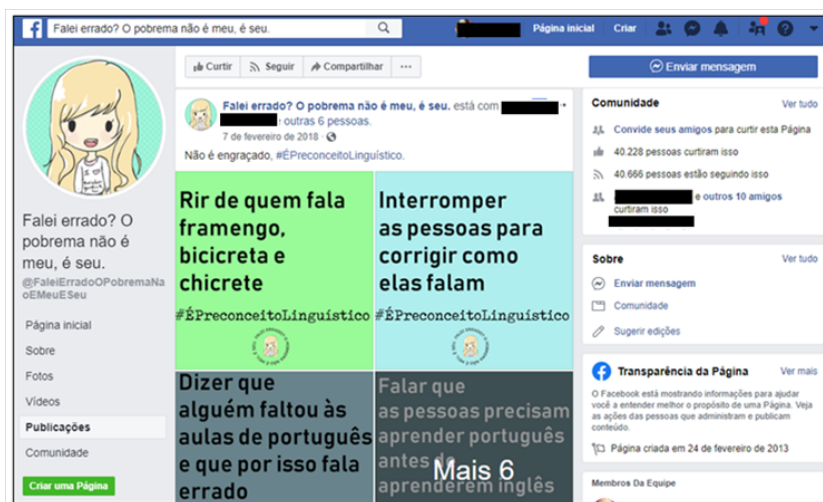 Falei errado? O pobrema não é meu, é seu.
Página inicial
Criar
Curtir
Seguir
Compartilhar
Enviar mensagem
Falei errado? O pobrema não é meu, é seu. está com
e outras 6 pessoas.
7 de fevereiro de 2018
Não é engraçado, #ÉPreconceitoLinguístico.
Falei errado? O
pobrema não é
meu, é seu.
@FaleiErradoOPobremaNa
oEMeuESeu
Página inicial
Sobre
Fotos
Vídeos
Publicações
Comunidade
Criar uma Página
Rir de quem fala
framengo,
bicicreta e
chicrete
#ÉPreconceitoLinguístico
Interromper
as pessoas para
corrigir como
elas falam
#ÉPreconceitoLinguístico
Dizer que
alguém faltou às
aulas de português
e que por isso fala
errado
Falar que
as pessoas precisam
aprender português
antes de
aprenderem inglês
Mais 6
Comunidade
Ver tudo
Convide seus amigos para curtir esta Página
40.228 pessoas curtiram isso
40.666 pessoas estão seguindo isso
e outros 10 amigos
curtiram isso
Sobre
Ver tudo
Enviar mensagem
Comunidade
Sugerir edições
Transparência da Página
Ver mais
O Facebook está mostrando informações para ajudar
você a entender melhor o propósito de uma Página. Veja
as ações das pessoas que administram e publicam
conteúdo.
Página criada em 24 de fevereiro de 2013
Membros Da Equipe